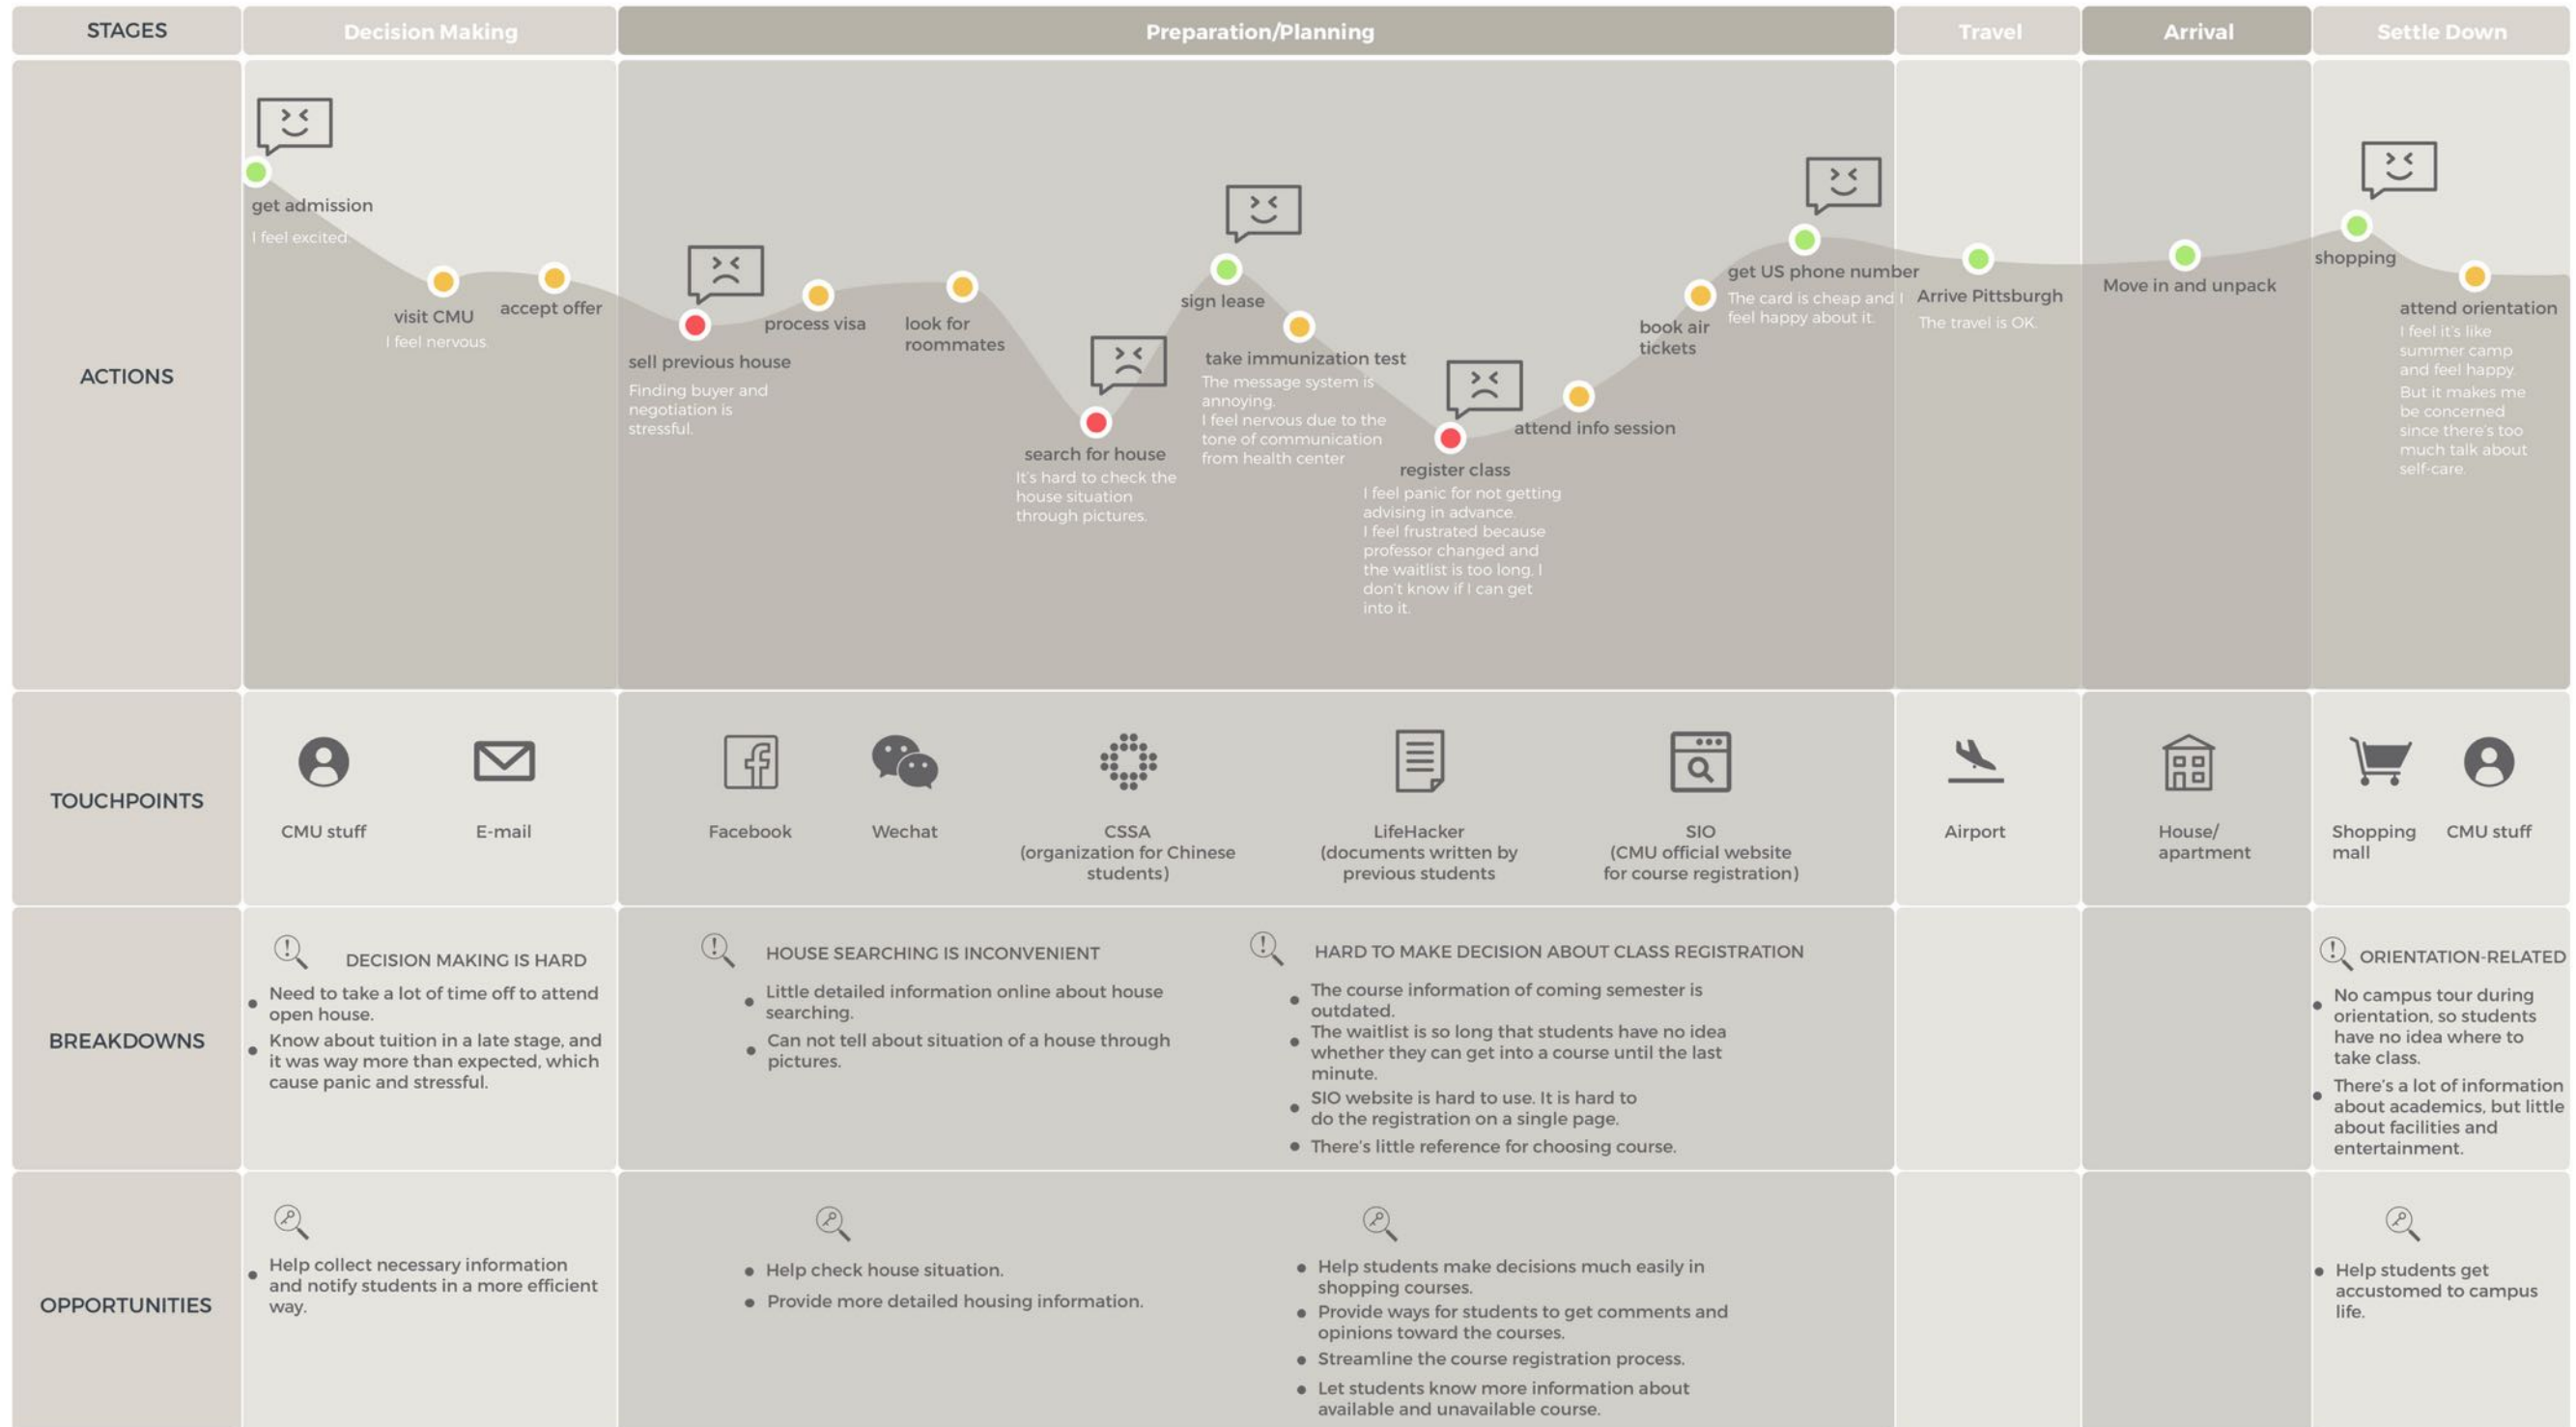 STAGES
Decision Making
Preparation/Planning
Travel
Arrival
Settle Down
ACTIONS
get admission
I feel excited.
visit CMU
I feel nervous.
accept offer
sell previous house
Finding buyer and
negotiation is
stressful.
process visa
look for
roommates
search for house
It's hard to check the
house situation
through pictures.
sign lease
take immunization test
The message system is
annoying.
I feel nervous due to the
tone of communication
from health center
register class
I feel panic for not getting
advising in advance.
I feel frustrated because
professor changed and
the waitlist is too long. I
don't know if I can get
into it.
attend info session
book air
tickets
get US phone number
The card is cheap and I
feel happy about it.
Arrive Pittsburgh
The travel is OK.
Move in and unpack
shopping
attend orientation
I feel it's like
summer camp
and feel happy.
But it makes me
be concerned
since there's too
much talk about
self-care.
TOUCHPOINTS
CMU stuff
E-mail
Facebook
Wechat
CSSA
(organization for Chinese
students)
LifeHacker
(documents written by
previous students
SIO
(CMU official website
for course registration)
Airport
House/
apartment
Shopping
mall
CMU stuff
BREAKDOWNS
DECISION MAKING IS HARD
Need to take a lot of time off to attend
open house.
Know about tuition in a late stage, and
it was way more than expected, which
cause panic and stressful.
HOUSE SEARCHING IS INCONVENIENT
Little detailed information online about house
searching.
Can not tell about situation of a house through
pictures.
HARD TO MAKE DECISION ABOUT CLASS REGISTRATION
The course information of coming semester is
outdated.
The waitlist is so long that students have no idea
whether they can get into a course until the last
minute.
SIO website is hard to use. It is hard to
do the registration on a single page.
There's little reference for choosing course.
ORIENTATION-RELATED
No campus tour during
orientation, so students
have no idea where to
take class.
There's a lot of information
about academics, but little
about facilities and
entertainment.
OPPORTUNITIES
Help collect necessary information
and notify students in a more efficient
way.
Help check house situation.
Provide more detailed housing information.
Help students make decisions much easily in
shopping courses.
Provide ways for students to get comments and
opinions toward the courses.
Streamline the course registration process.
Let students know more information about
available and unavailable course.
Help students get
accustomed to campus
life.